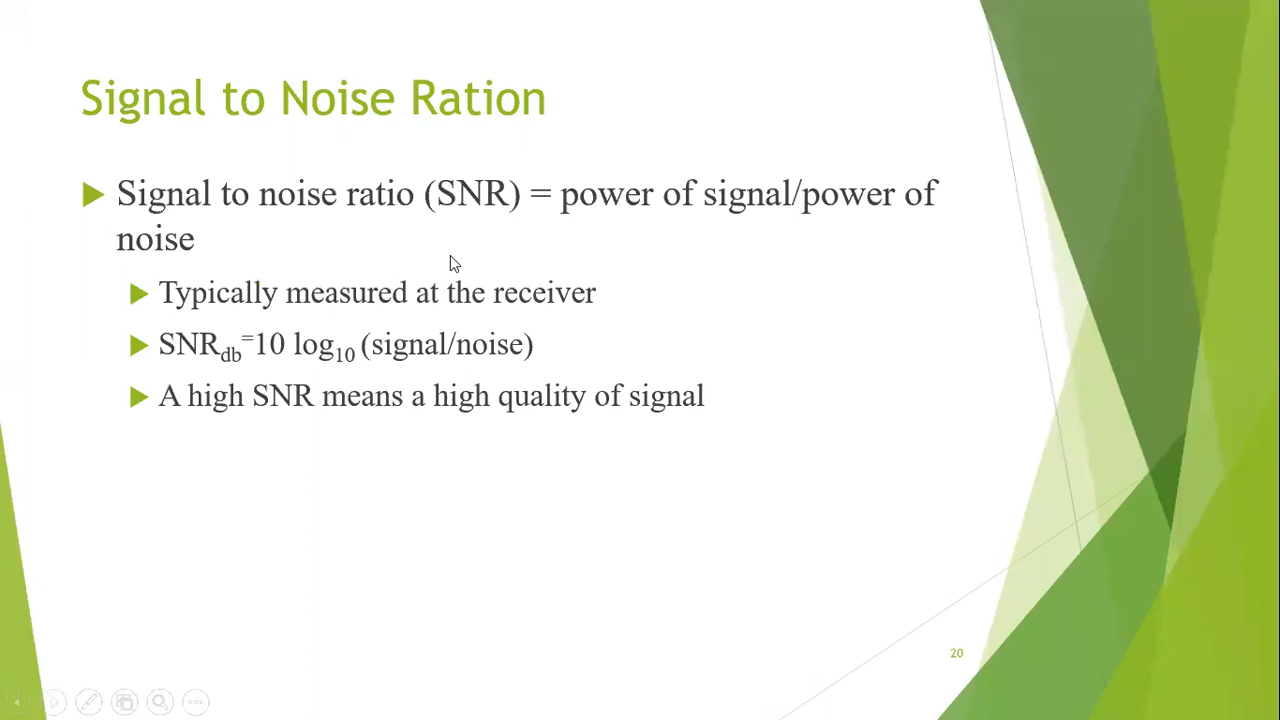 Signal to Noise Ration
Signal to noise ratio (SNR) = power of signal/power of
noise
Typically measured at the receiver
SNRdb=10 log10 (signal/noise)
A high SNR means a high quality of signal
20